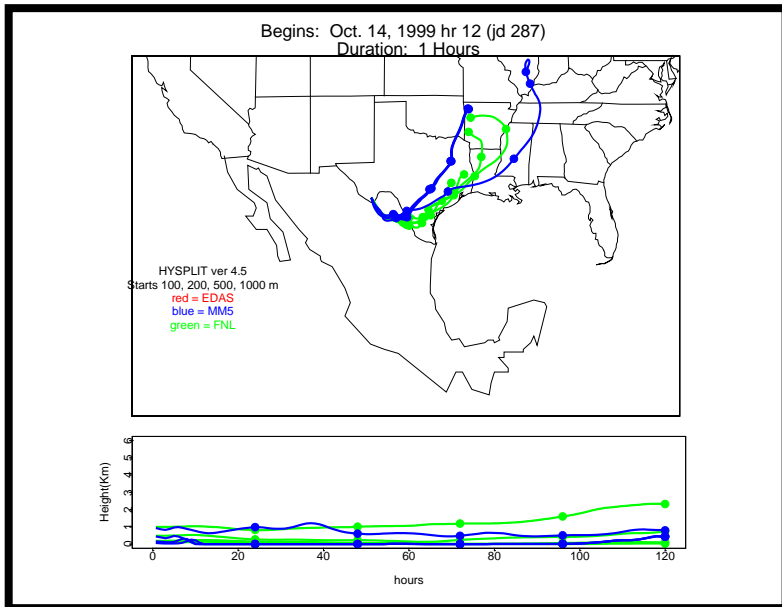 Begins:  Oct. 14, 1999 hr 12 (jd 287)
Duration:  1 Hours
HYSPLIT ver 4.5
Starts 100, 200, 500, 1000 m
red = EDAS
blue = MM5
green = FNL
Height(Km)
6
5
4
3
2
1
0
0 20 40 60 80 100 120
hours